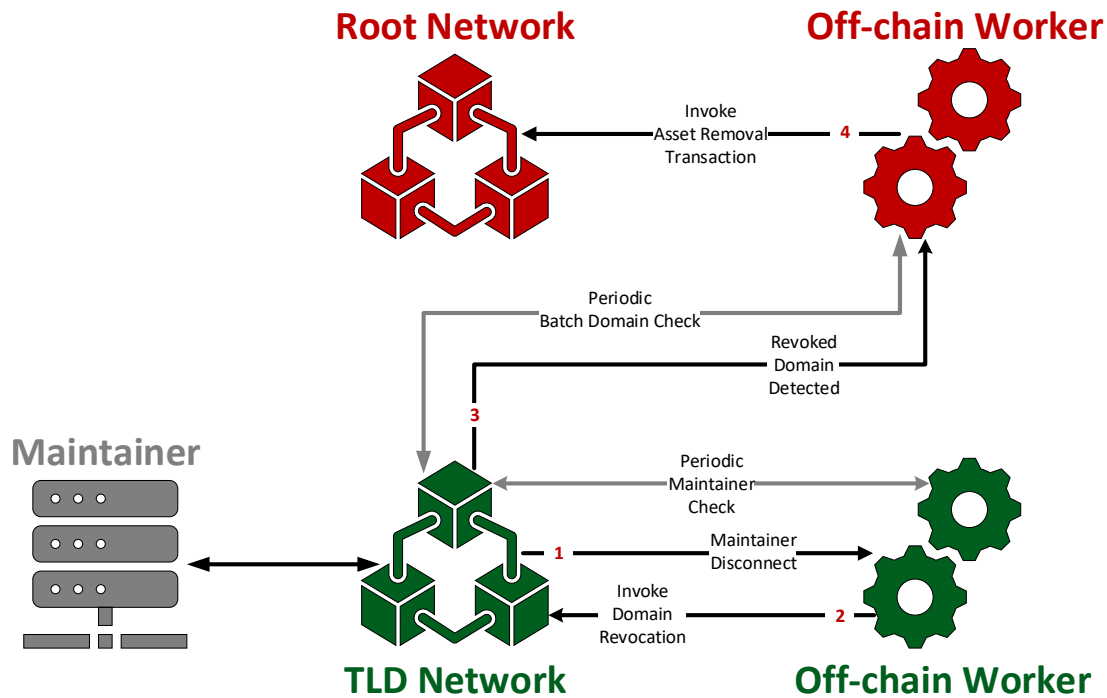 Root Network
Off-chain Worker
Invoke
Asset Removal
Transaction
4
Periodic
Batch Domain Check
Revoked
Domain
Detected
3
Maintainer
Periodic
Maintainer
Check
1
Maintainer
Disconnect
Invoke
Domain
Revocation
2
TLD Network
Off-chain Worker